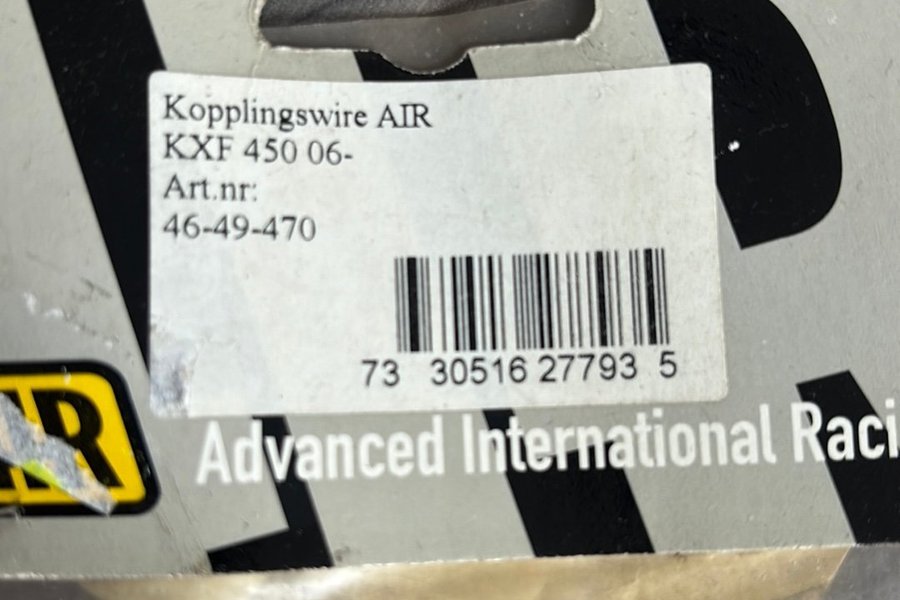 Kopplingswire AIR
KXF 450 06-
Art.nr:
46-49-470
73 30516 27793 5
Advanced International Raci